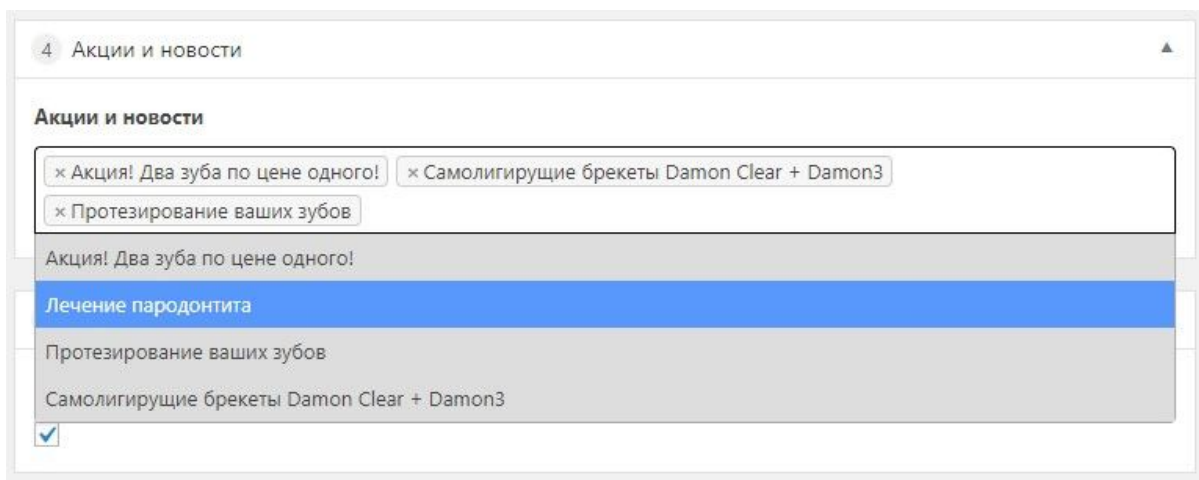 4 Акции и новости
Акции и новости
× Акция! Два зуба по цене одного! × Самолигирущие брекеты Damon Clear + Damon3
× Протезирование ваших зубов
Акция! Два зуба по цене одного!
Лечение пародонтита
Протезирование ваших зубов
Самолигирущие брекеты Damon Clear + Damon3